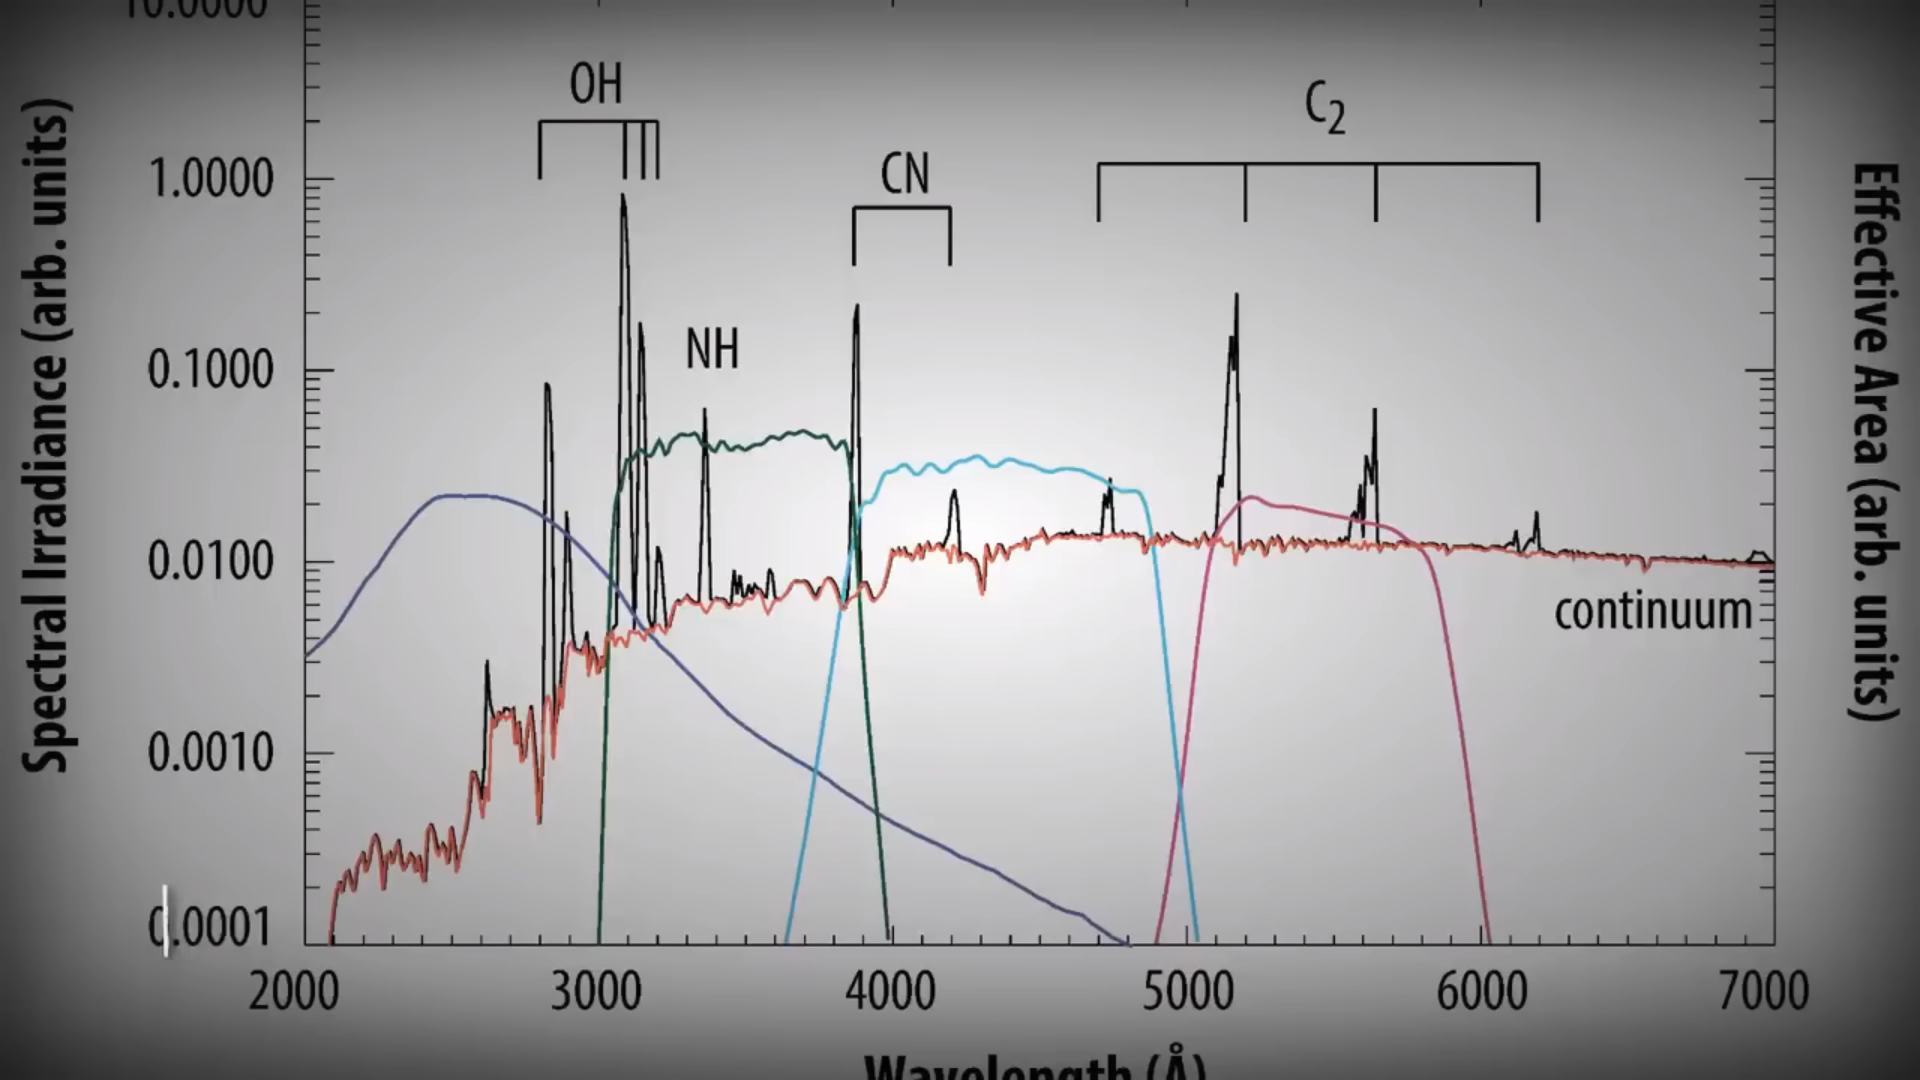 10.0000
OH
C2
Spectral Irradiance (arb. units)
1.0000
CN
Effective Area (arb. units)
NH
0.1000
0.0100
continuum
0.0010
0.0001
2000 3000 4000 5000 6000 7000
Wavelength (Å)